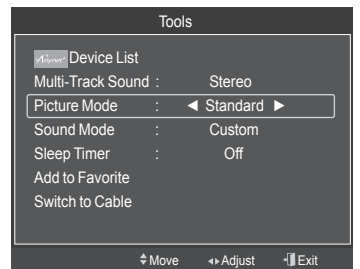 Tools
Anynet Device List
Multi-Track Sound : Stereo
Picture Mode : ◄ Standard ►
Sound Mode : Custom
Sleep Timer : Off
Add to Favorite
Switch to Cable
Move Adjust Exit